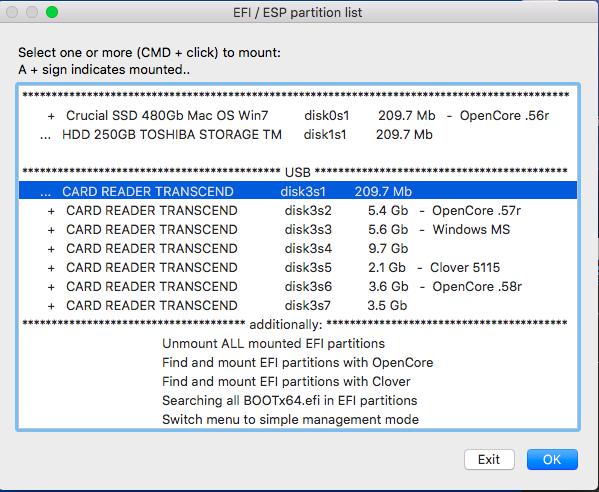 EFI / ESP partition list
Select one or more (CMD + click) to mount:
A + sign indicates mounted..
************************************************************************************
+ Crucial SSD 480Gb Mac OS Win7 disk0s1 209.7 Mb - OpenCore .56r
... HDD 250GB TOSHIBA STORAGE TM disk1s1 209.7 Mb
***************************************** USB ****************************************
... CARD READER TRANSCEND disk3s1 209.7 Mb
+ CARD READER TRANSCEND disk3s2 5.4 Gb - OpenCore .57r
+ CARD READER TRANSCEND disk3s3 5.6 Gb - Windows MS
+ CARD READER TRANSCEND disk3s4 9.7 Gb
+ CARD READER TRANSCEND disk3s5 2.1 Gb - Clover 5115
+ CARD READER TRANSCEND disk3s6 3.6 Gb - OpenCore .58r
+ CARD READER TRANSCEND disk3s7 3.5 Gb
*********************************** additionally: **************************************
Unmount ALL mounted EFI partitions
Find and mount EFI partitions with OpenCore
Find and mount EFI partitions with Clover
Searching all BOOTx64.efi in EFI partitions
Switch menu to simple management mode
Exit OK